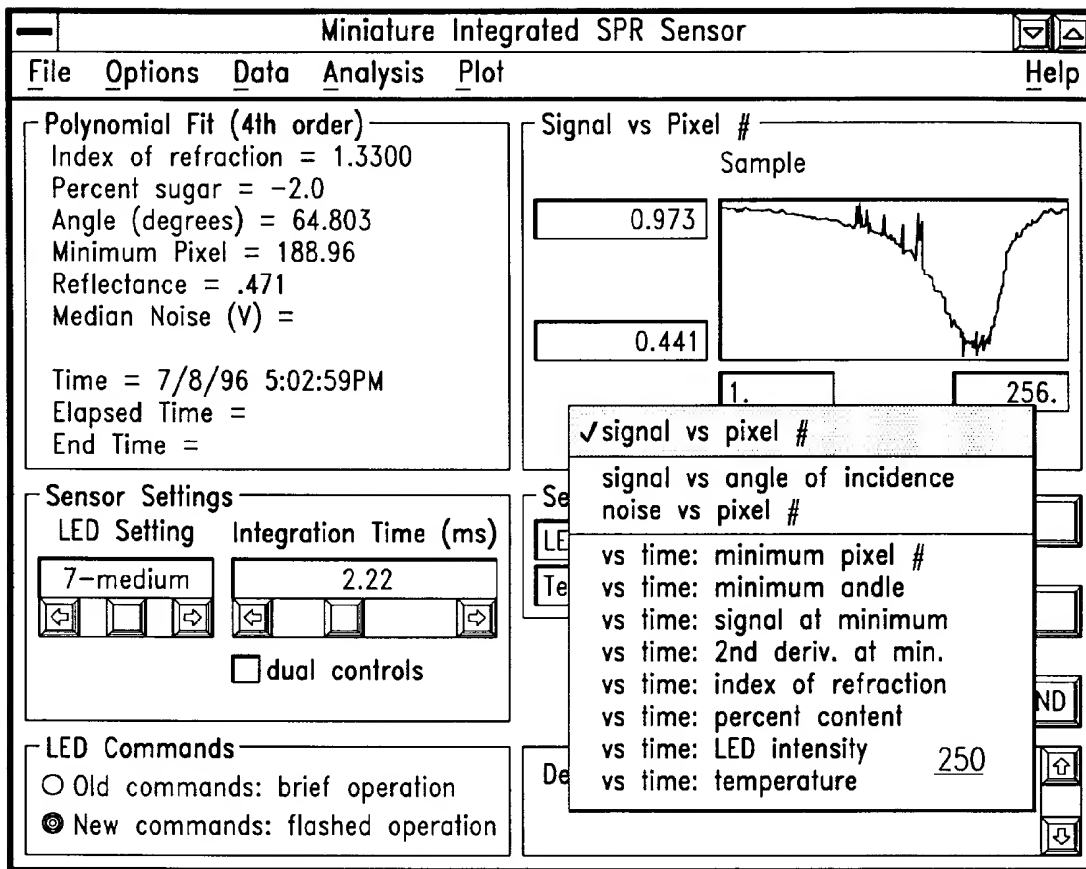 Miniature Integrated SPR Sensor
File Options Data Analysis Plot Help
Polynomial Fit (4th order)
Index of refraction = 1.3300
Percent sugar = -2.0
Angle (degrees) = 64.803
Minimum Pixel = 188.96
Reflectance = .471
Median Noise (V) =
Time = 7/8/96 5:02:59PM
Elapsed Time =
End Time =
Signal vs Pixel #
Sample
0.973
0.441
1. 256.
✓signal vs pixel #
signal vs angle of incidence
noise vs pixel #
vs time: minimum pixel #
vs time: minimum angle
vs time: signal at minimum
vs time: 2nd deriv. at min.
vs time: index of refraction
vs time: percent content
vs time: LED intensity
vs time: temperature
250
Sensor Settings
LED Setting Integration Time (ms)
7-medium 2.22
dual controls
Se
LE
Te
ND
LED Commands
Old commands: brief operation
New commands: flashed operation
De